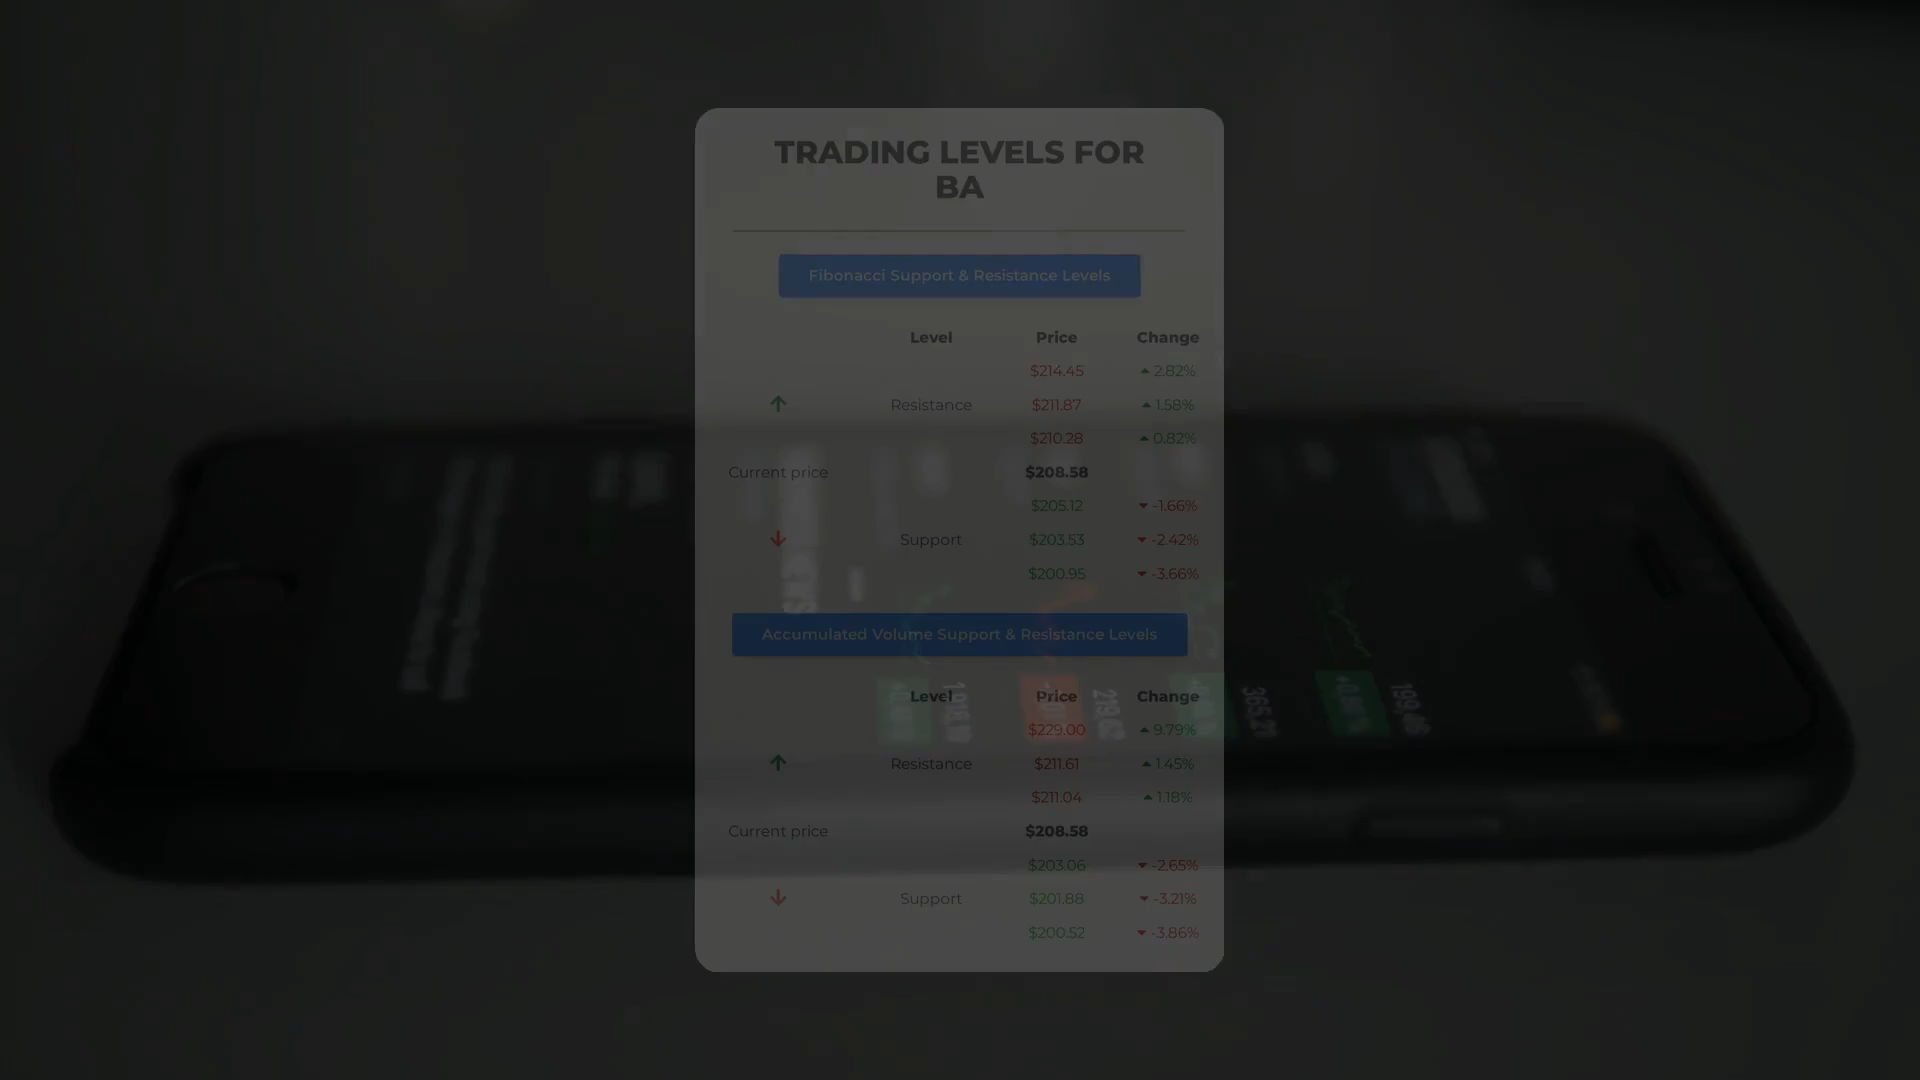 TRADING LEVELS FOR
BA
Fibonacci Support & Resistance Levels
Level Price Change
$214.45 2.82%
Resistance $211.87 1.58%
$210.28 0.82%
Current price $208.58
$205.12 -1.66%
Support $203.53 -2.42%
$200.95 -3.66%
Accumulated Volume Support & Resistance Levels
Level Price Change
$229.00 9.79%
Resistance $211.61 1.45%
$211.04 1.18%
Current price $208.58
$203.06 -2.65%
Support $201.88 -3.21%
$200.52 -3.86%